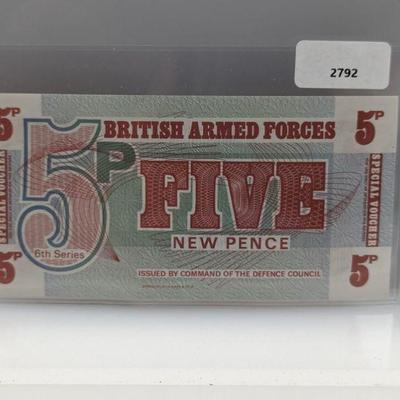 2792
5P
BRITISH ARMED FORCES
5P
5P
FIVE
NEW PENCE
6th Series
ISSUED BY COMMAND OF THE DEFENCE COUNCIL
SPECIAL VOUCHER
SPECIAL VOUCHER
5P
5P